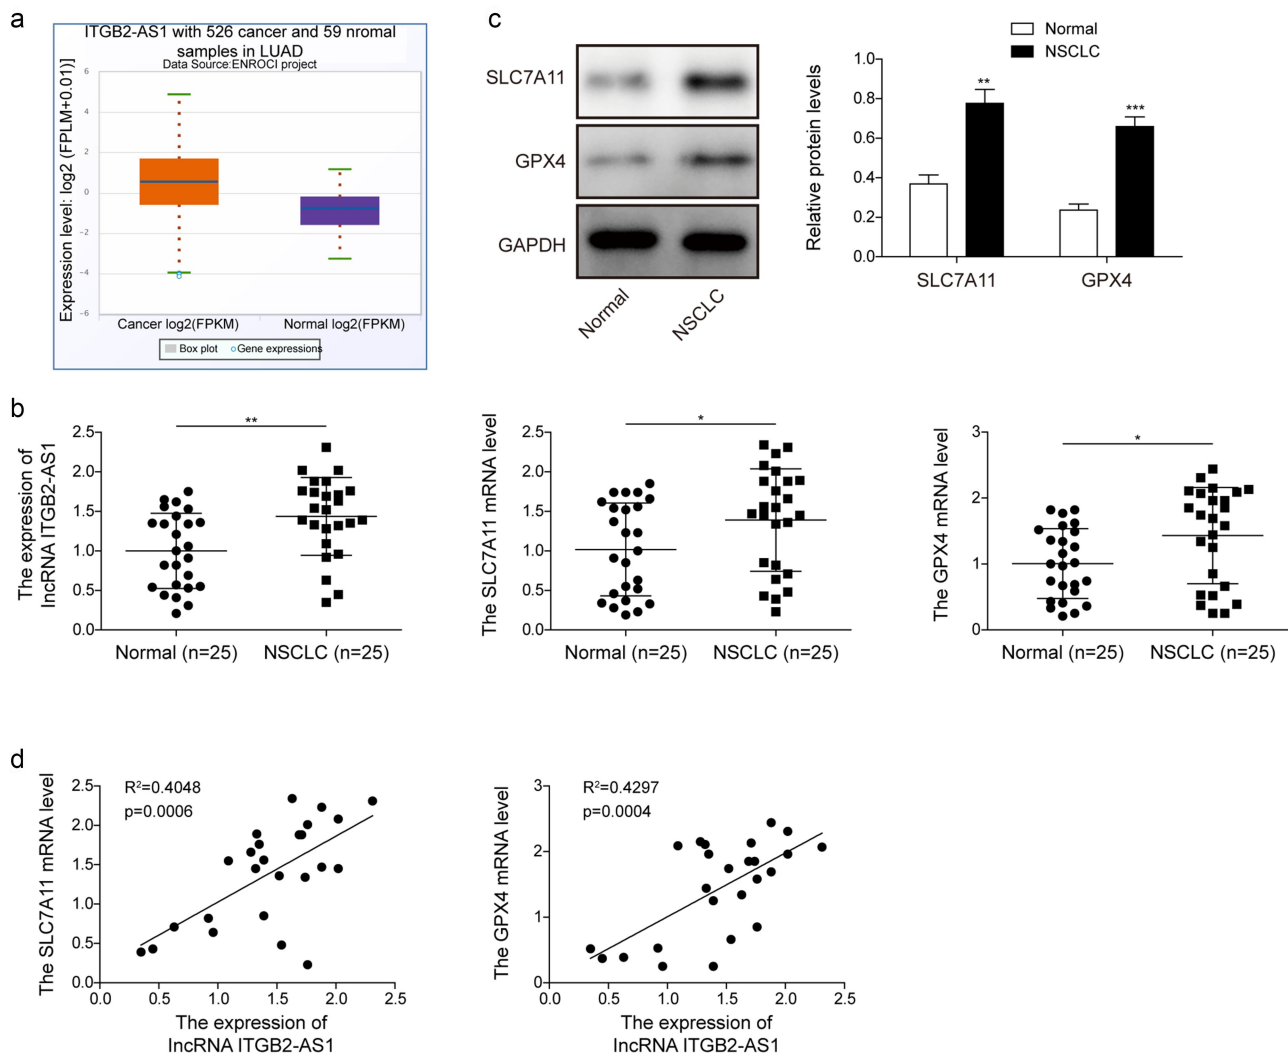 a
ITGB2-AS1 with 526 cancer and 59 nromal
samples in LUAD
Data Source:ENROCI project
Expression level: log2 (FPLM+0.01)]
6
4
2
0
−2
−4
−6
Cancer log2(FPKM)
Normal log2(FPKM)
Box plot
Gene expressions
c
SLC7A11
GPX4
GAPDH
Normal
NSCLC
Normal
NSCLC
Relative protein levels
1.0
0.8
0.6
0.4
0.2
0.0
**
***
SLC7A11
GPX4
b
The expression of
lncRNA ITGB2-AS1
2.5
2.0
1.5
1.0
0.5
0.0
**
Normal (n=25)
NSCLC (n=25)
The SLC7A11 mRNA level
2.5
2.0
1.5
1.0
0.5
0.0
*
Normal (n=25)
NSCLC (n=25)
The GPX4 mRNA level
3
2
1
0
*
Normal (n=25)
NSCLC (n=25)
d
The SLC7A11 mRNA level
R²=0.4048
p=0.0006
2.5
2.0
1.5
1.0
0.5
0.0
0.0
0.5
1.0
1.5
2.0
2.5
The expression of
lncRNA ITGB2-AS1
The GPX4 mRNA level
R²=0.4297
p=0.0004
3
2
1
0
0.0
0.5
1.0
1.5
2.0
2.5
The expression of
lncRNA ITGB2-AS1